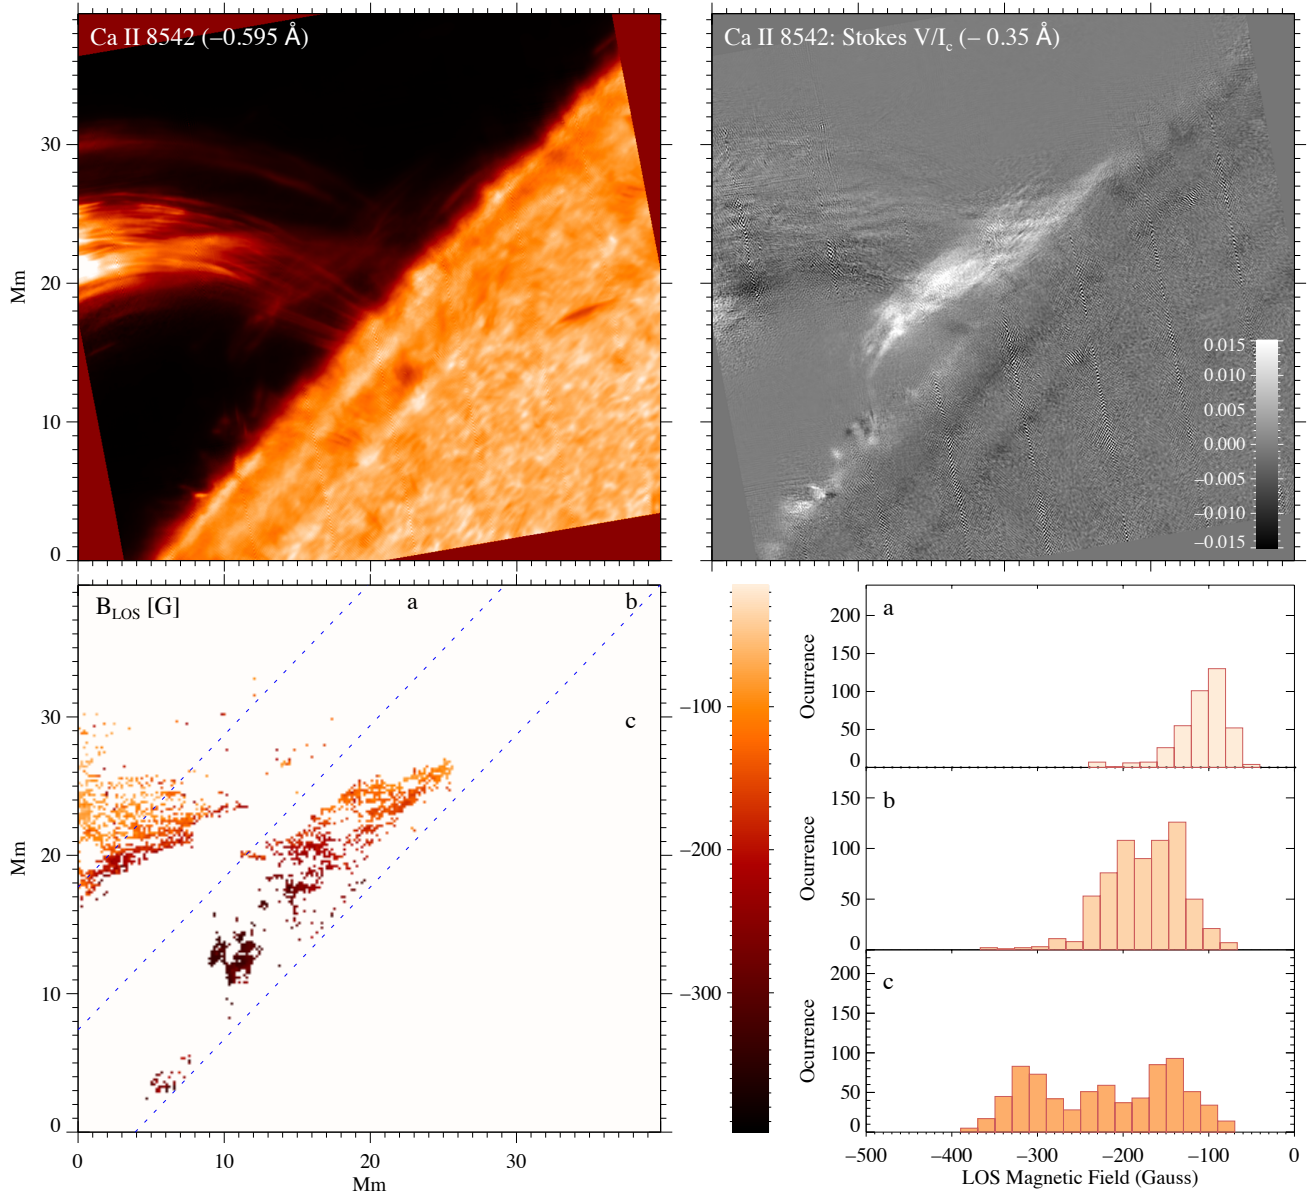 Ca II 8542 (−0.595 Å)
Ca II 8542: Stokes V/Ic (− 0.35 Å)
30
20
10
0
Mm
0.015
0.010
0.005
0.000
−0.005
−0.010
−0.015
BLOS [G]
a
b
c
30
20
10
0
Mm
0
10
20
30
Mm
−100
−200
−300
a
200
150
100
50
0
Ocurrence
b
150
100
50
0
Ocurrence
c
200
150
100
50
0
Ocurrence
−500
−400
−300
−200
−100
0
LOS Magnetic Field (Gauss)